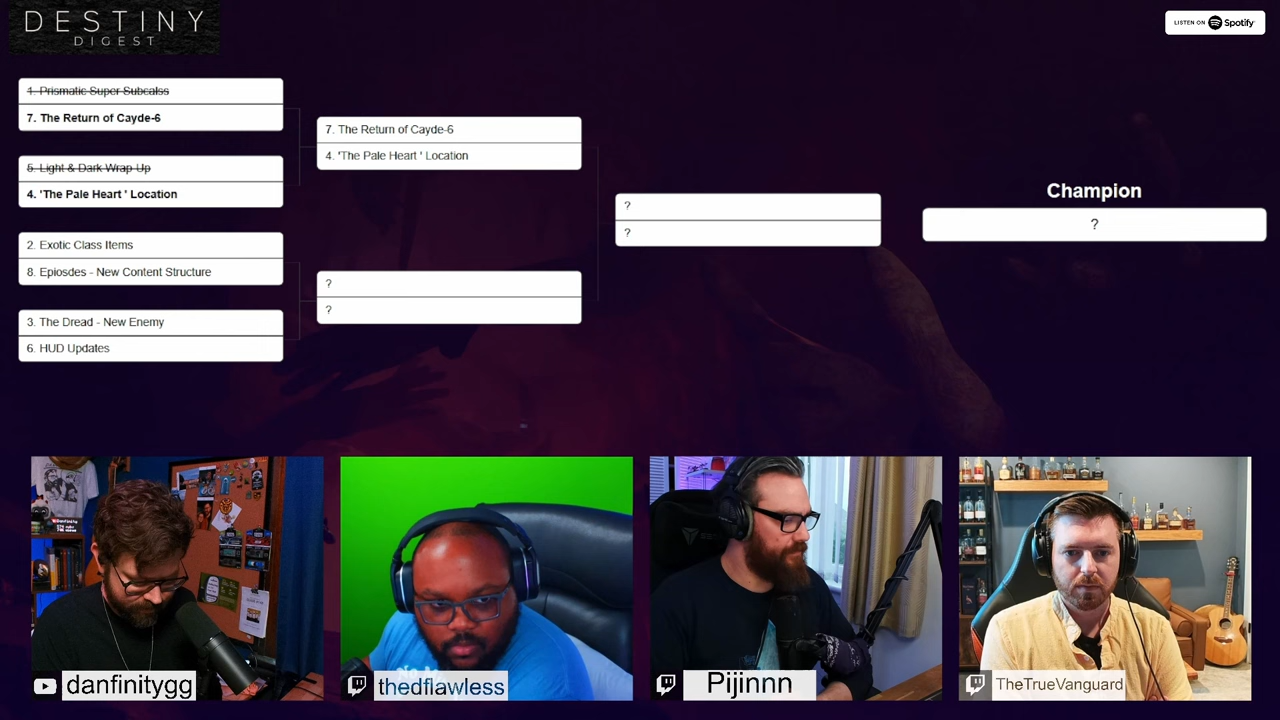 DESTINY
DIGEST
LISTEN ON Spotify
1. Prismatic Super Subcalss
7. The Return of Cayde-6
5. Light & Dark Wrap Up
4. 'The Pale Heart ' Location
2. Exotic Class Items
8. Epiosdes - New Content Structure
3. The Dread - New Enemy
6. HUD Updates
7. The Return of Cayde-6
4. 'The Pale Heart ' Location
?
?
?
?
Champion
?
danfinitygg
thedflawless
Pijinnn
TheTrueVanguard